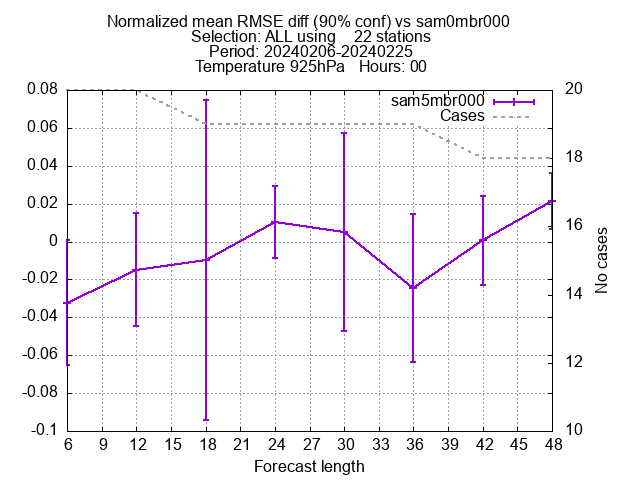 Normalized mean RMSE diff (90% conf) vs sam0mbr000
Selection: ALL using    22 stations
Period: 20240206-20240225
Temperature 925hPa   Hours: 00
sam5mbr000
Cases
0.08
0.06
0.04
0.02
0
-0.02
-0.04
-0.06
-0.08
-0.1
20
18
16
14
12
10
No cases
6 9 12 15 18 21 24 27 30 33 36 39 42 45 48
Forecast length